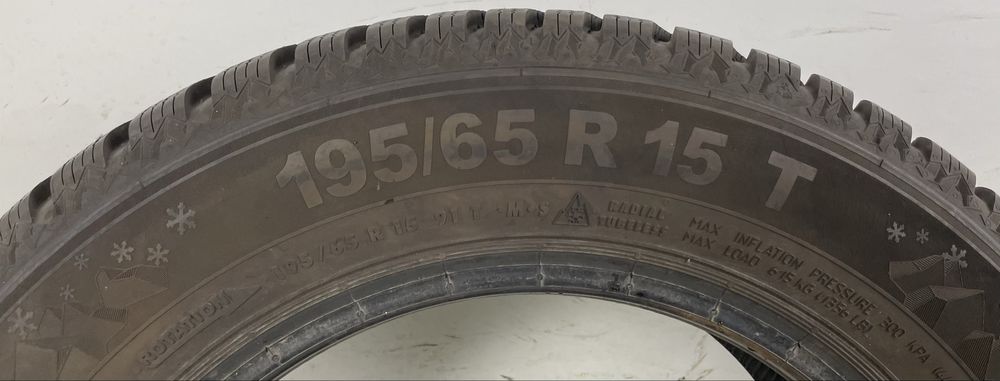 195/65 R 15 T
195/65 R 15 91 T ·M·S
RADIAL
TUBELESS
MAX INFLATION PRESSURE 300 KPA
MAX LOAD 615 KG (1356 LB)
ROTATION